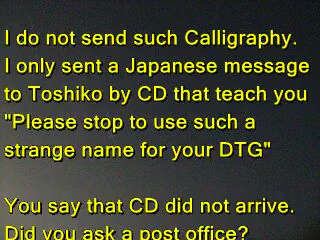 I do not send such Calligraphy.
I only sent a Japanese message
to Toshiko by CD that teach you
"Please stop to use such a
strange name for your DTG"
You say that CD did not arrive.
Did you ask a post office?